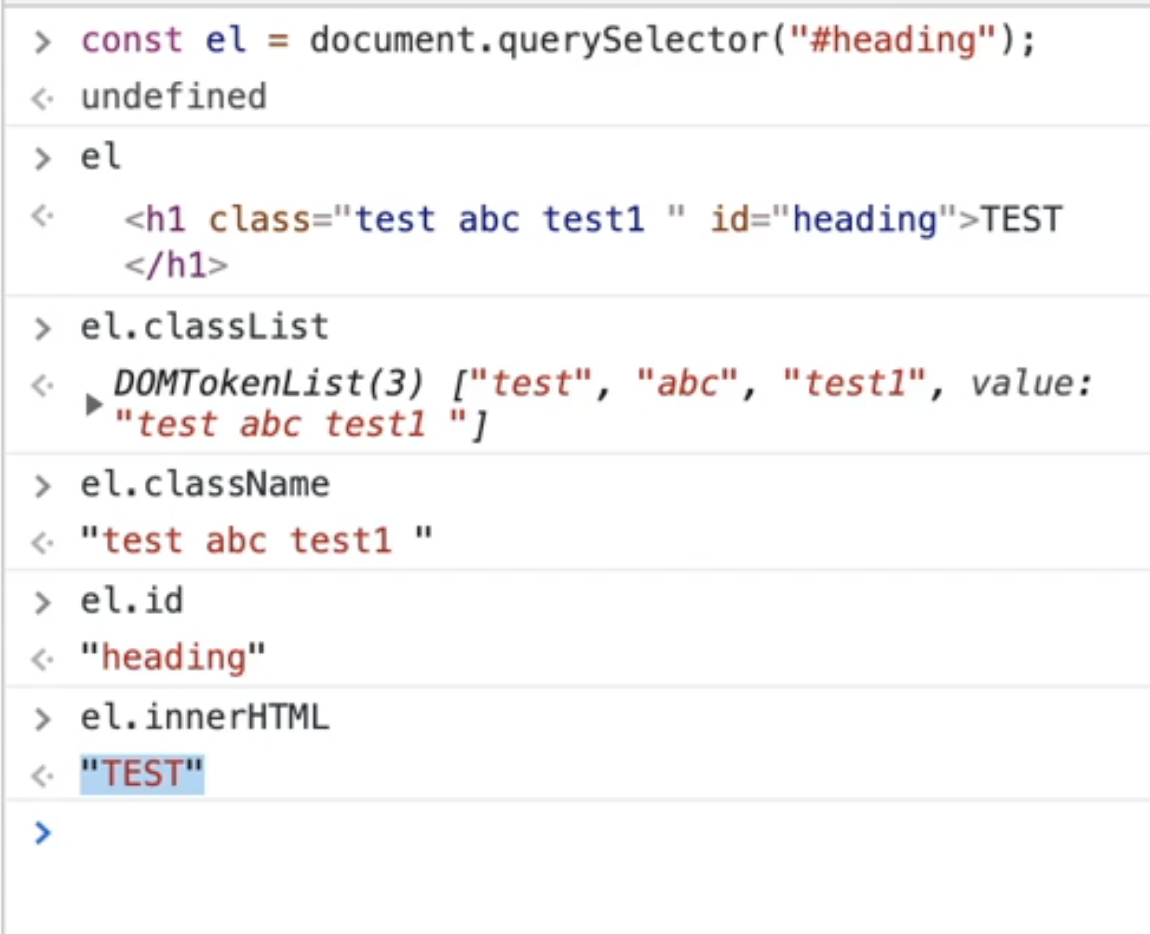 > const el = document.querySelector("#heading");
<· undefined
> el
<· <h1 class="test abc test1 " id="heading">TEST
</h1>
> el.classList
<· DOMTokenList(3) ["test", "abc", "test1", value:
▶ "test abc test1 "]
> el.className
<· "test abc test1 "
> el.id
<· "heading"
> el.innerHTML
<· "TEST"
>